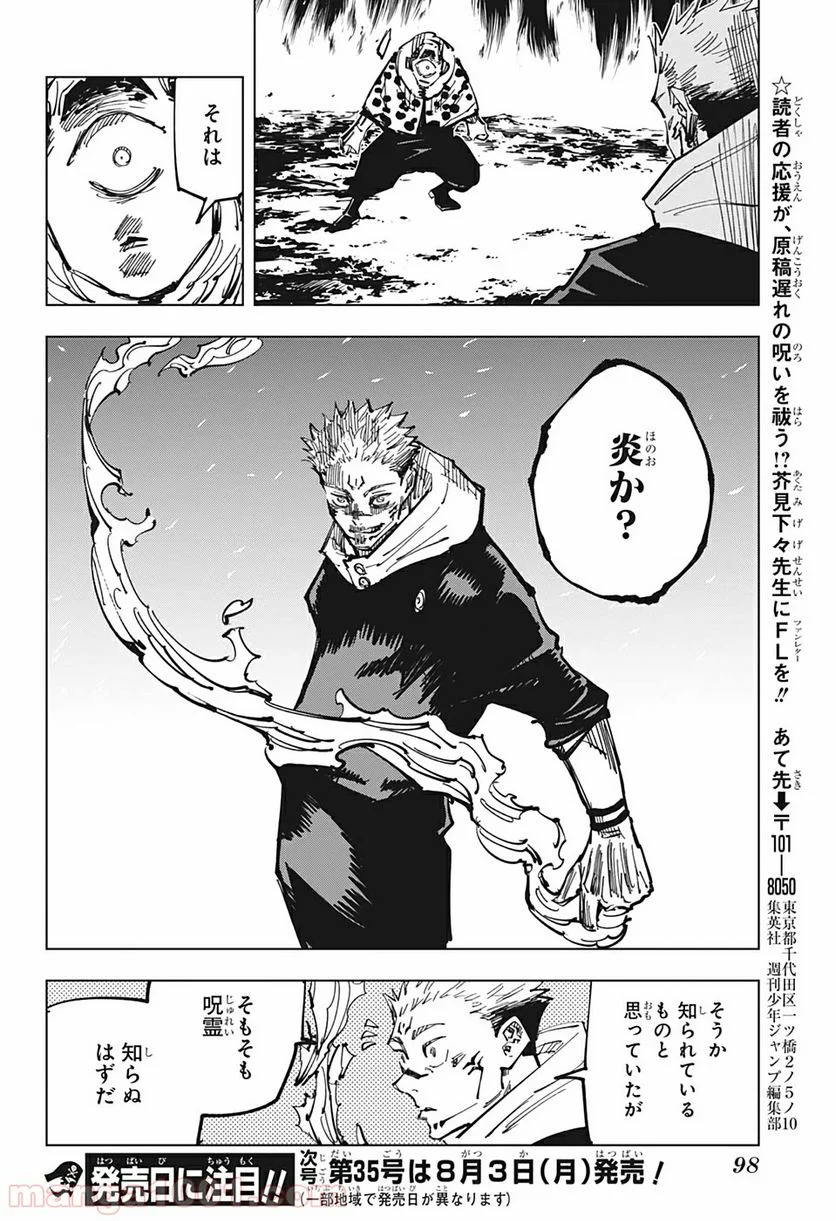 ☆読者の応援が、原稿遅れの呪いを祓う!?芥見下々先生にFLを!! あて先➡〒101―8050
東京都千代田区一ツ橋2ノ5ノ10
集英社 週刊少年ジャンプ編集部
それは
炎か?
そうか
知られている
ものと
思っていたが
そもそも
呪霊
知らぬ
はずだ
98
発売日に注目!!
次号第35号は8月3日(月)発売!
(一部地域で発売日が異なります)